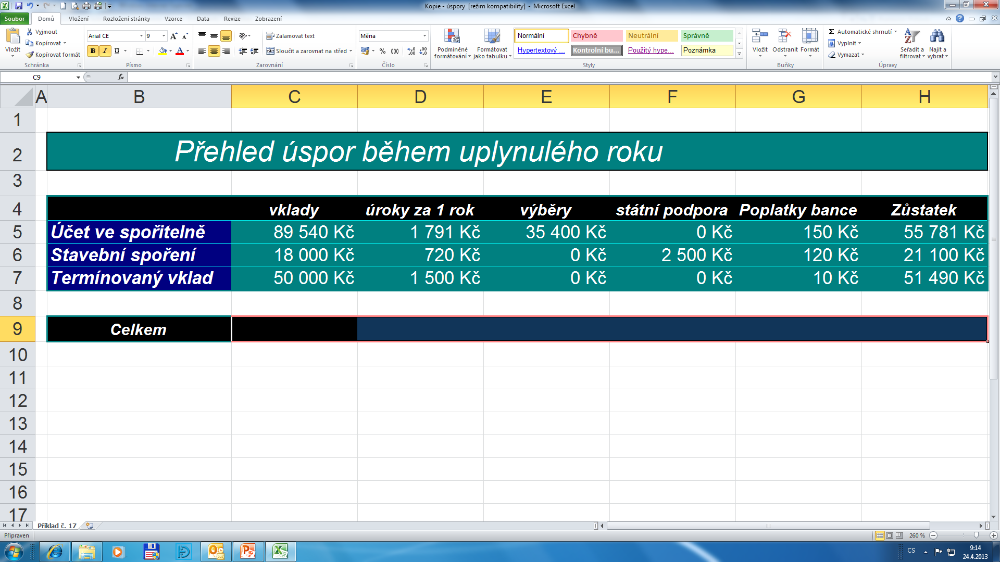 Kopie - úspory  [režim kompatibility]  -  Microsoft Excel
Soubor Domů Vložení Rozložení stránky Vzorce Data Revize Zobrazení
Vložit Vyjmout Kopírovat Kopírovat formát Schránka
Arial CE 9 B I U A Písmo
Zalamovat text Sloučit a zarovnat na střed Zarovnání
Měna % 000 Číslo
Podmíněné formátování Formátovat jako tabulku
Normální Chybně Neutrální Správně
Hypertextový ... Kontrolní bu... Použitý hype... Poznámka
Styly
Vložit Odstranit Formát Buňky
Σ Automatické shrnutí Vyplnit Vymazat Seřadit a filtrovat Najít a vybrat Úpravy
C9 fx
A B C D E F G H
1
2 Přehled úspor během uplynulého roku
3
4 vklady úroky za 1 rok výběry státní podpora Poplatky bance Zůstatek
5 Účet ve spořitelně 89 540 Kč 1 791 Kč 35 400 Kč 0 Kč 150 Kč 55 781 Kč
6 Stavební spoření 18 000 Kč 720 Kč 0 Kč 2 500 Kč 120 Kč 21 100 Kč
7 Termínovaný vklad 50 000 Kč 1 500 Kč 0 Kč 0 Kč 10 Kč 51 490 Kč
8
9 Celkem
10
11
12
13
14
15
16
17
Příklad č. 17
Připraven 260 %
CS 9:14
24.4.2013